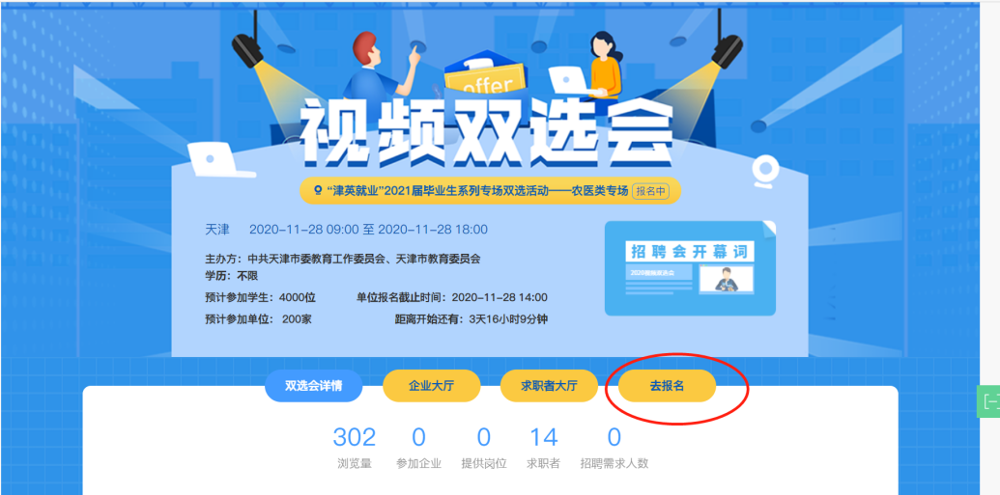 offer
视频双选会
“津英就业”2021届毕业生系列专场双选活动——农医类专场 报名中
天津 2020-11-28 09:00 至 2020-11-28 18:00
主办方：中共天津市委教育工作委员会、天津市教育委员会
学历：不限
预计参加学生：4000位 单位报名截止时间：2020-11-28 14:00
预计参加单位： 200家 距离开始还有：3天16小时9分钟
招聘会开幕词
双选会详情 企业大厅 求职者大厅 去报名
302 0 0 14 0
浏览量 参加企业 提供岗位 求职者 招聘需求人数